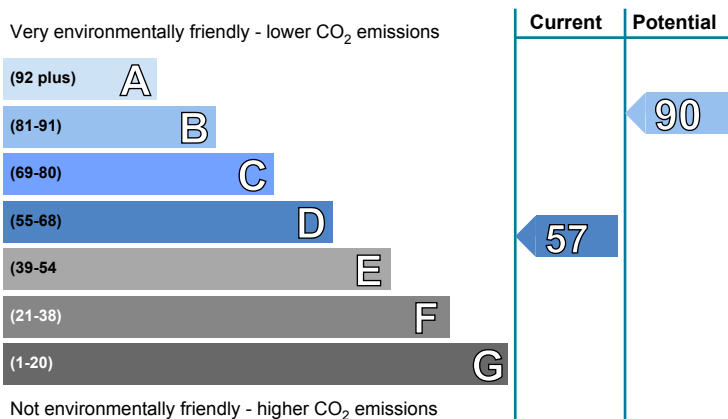 Current Potential
Very environmentally friendly - lower CO2 emissions
(92 plus) A
(81-91) B
90
(69-80) C
(55-68) D
57
(39-54 E
(21-38) F
(1-20) G
Not environmentally friendly - higher CO2 emissions